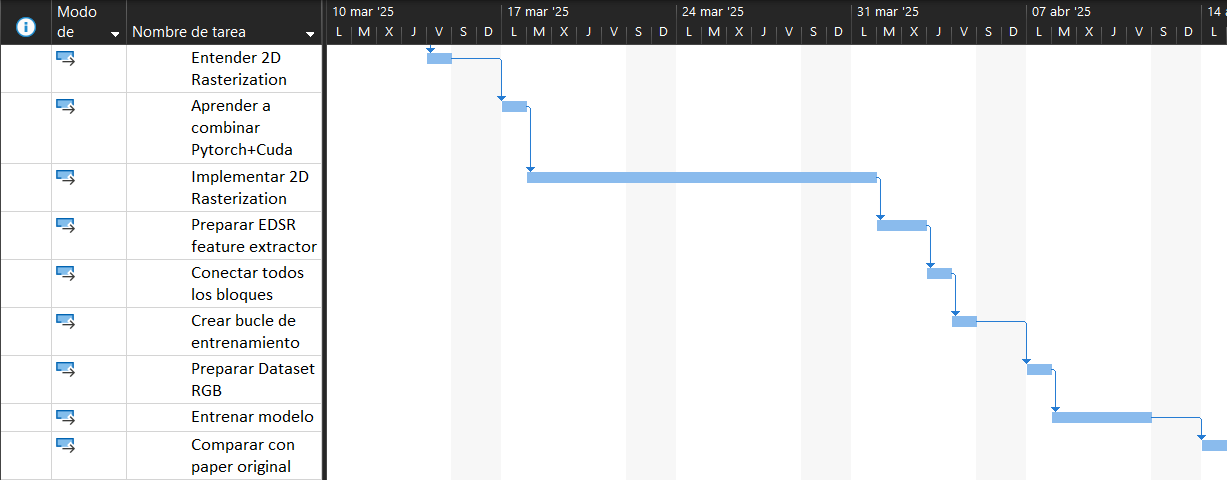 Modo de
Nombre de tarea
10 mar '25
17 mar '25
24 mar '25
31 mar '25
07 abr '25
14
L M X J V S D L M X J V S D L M X J V S D L M X J V S D L M X J V S D L
Entender 2D
Rasterization
Aprender a
combinar
Pytorch+Cuda
Implementar 2D
Rasterization
Preparar EDSR
feature extractor
Conectar todos
los bloques
Crear bucle de
entrenamiento
Preparar Dataset
RGB
Entrenar modelo
Comparar con
paper original